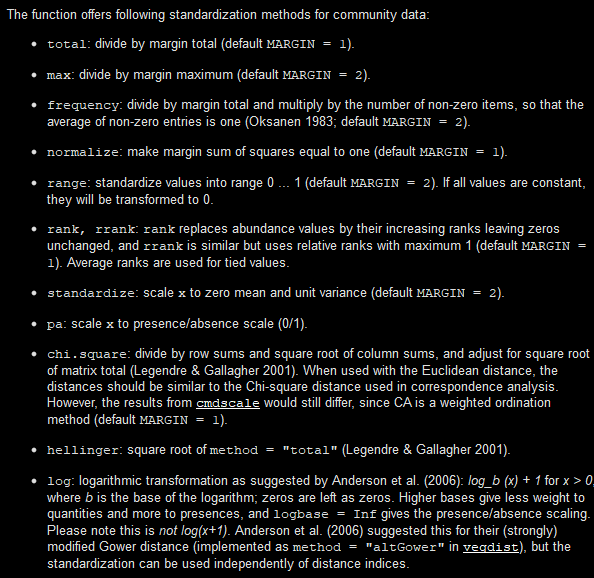 The function offers following standardization methods for community data:
• total: divide by margin total (default MARGIN = 1).
• max: divide by margin maximum (default MARGIN = 2).
• frequency: divide by margin total and multiply by the number of non-zero items, so that the
average of non-zero entries is one (Oksanen 1983; default MARGIN = 2).
• normalize: make margin sum of squares equal to one (default MARGIN = 1).
• range: standardize values into range 0 ... 1 (default MARGIN = 2). If all values are constant,
they will be transformed to 0.
• rank, rrank: rank replaces abundance values by their increasing ranks leaving zeros
unchanged, and rrank is similar but uses relative ranks with maximum 1 (default MARGIN =
1). Average ranks are used for tied values.
• standardize: scale x to zero mean and unit variance (default MARGIN = 2).
• pa: scale x to presence/absence scale (0/1).
• chi.square: divide by row sums and square root of column sums, and adjust for square root
of matrix total (Legendre & Gallagher 2001). When used with the Euclidean distance, the
distances should be similar to the Chi-square distance used in correspondence analysis.
However, the results from cmdscale would still differ, since CA is a weighted ordination
method (default MARGIN = 1).
• hellinger: square root of method = "total" (Legendre & Gallagher 2001).
• log: logarithmic transformation as suggested by Anderson et al. (2006): log_b (x) + 1 for x > 0,
where b is the base of the logarithm; zeros are left as zeros. Higher bases give less weight to
quantities and more to presences, and logbase = Inf gives the presence/absence scaling.
Please note this is not log(x+1). Anderson et al. (2006) suggested this for their (strongly)
modified Gower distance (implemented as method = "altGower" in vegdist), but the
standardization can be used independently of distance indices.